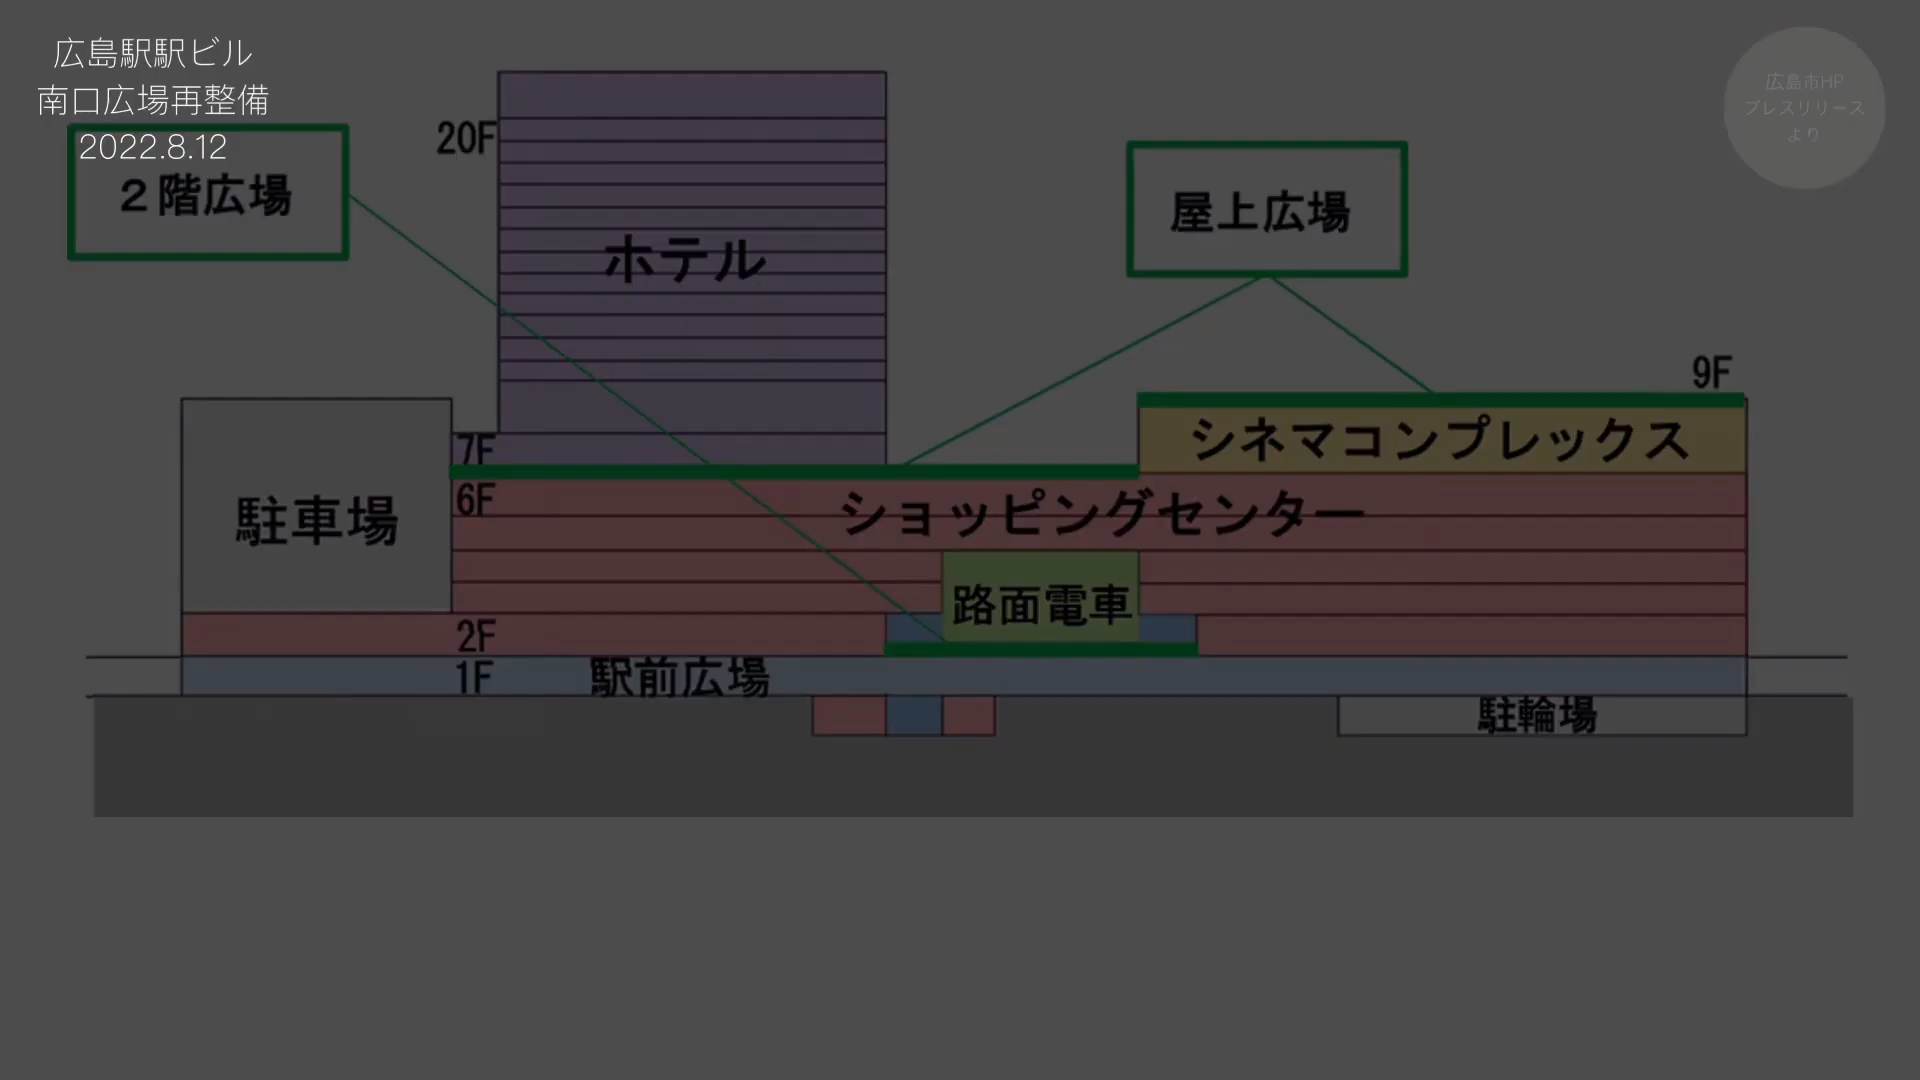 広島駅駅ビル
南口広場再整備
2022.8.12
広島市HP
プレスリリース
より
２階広場
20F
ホテル
屋上広場
9F
シネマコンプレックス
7F
6F
ショッピングセンター
駐車場
路面電車
2F
1F
駅前広場
駐輪場